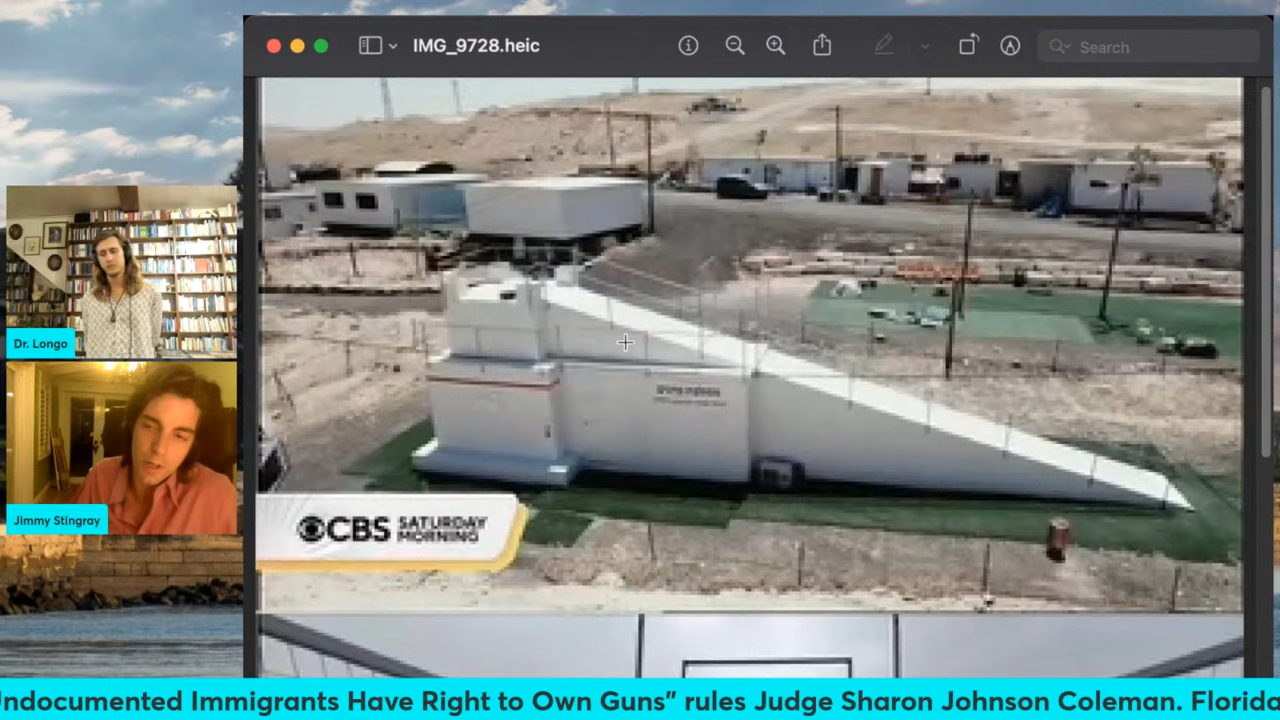 IMG_9728.heic
Search
Dr. Longo
Jimmy Stingray
CBS SATURDAY
MORNING
Undocumented Immigrants Have Right to Own Guns” rules Judge Sharon Johnson Coleman. Florida